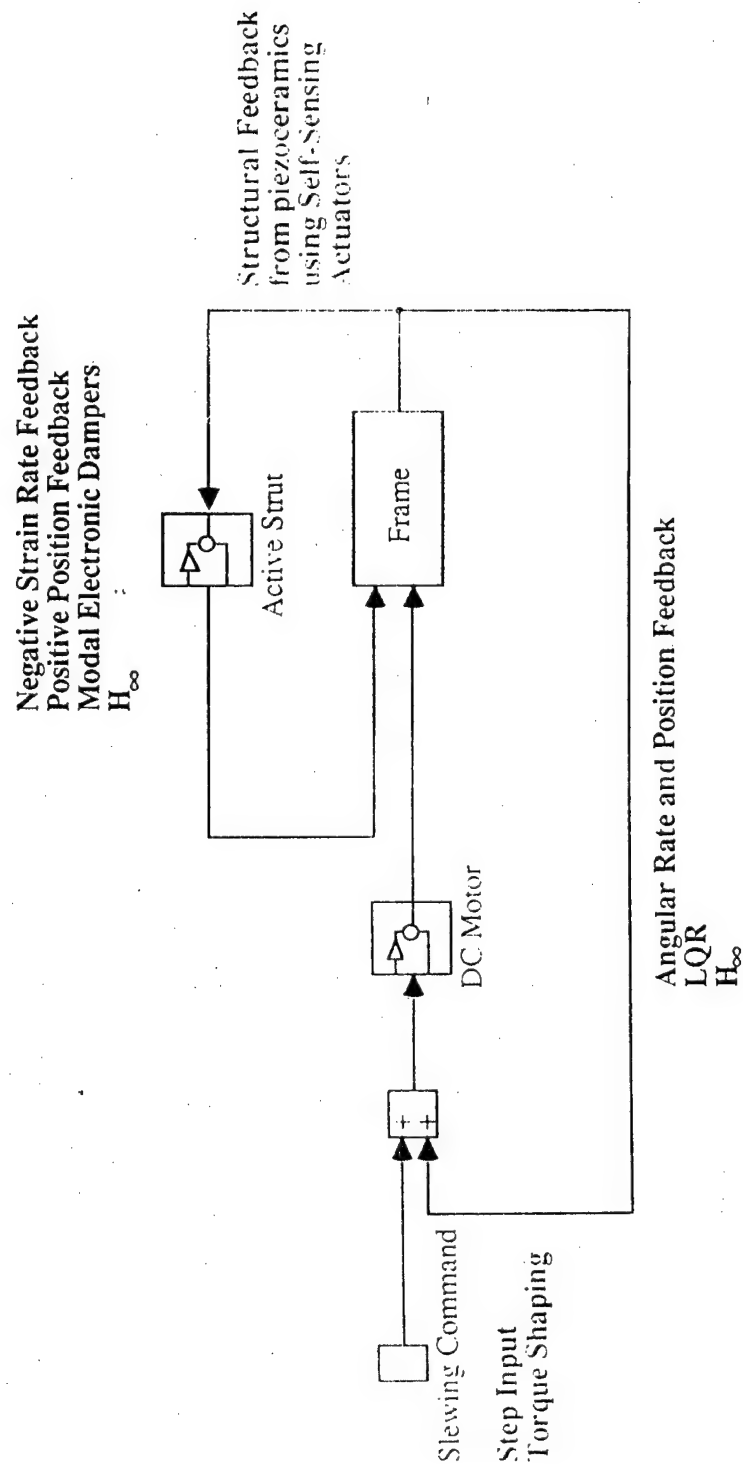 Negative Strain Rate Feedback
Positive Position Feedback
Modal Electronic Dampers
H∞
Structural Feedback
from piezoceramics
using Self-Sensing
Actuators
Active Strut
Frame
DC Motor
+
+
Slewing Command
Step Input
Torque Shaping
Angular Rate and Position Feedback
LQR
H∞